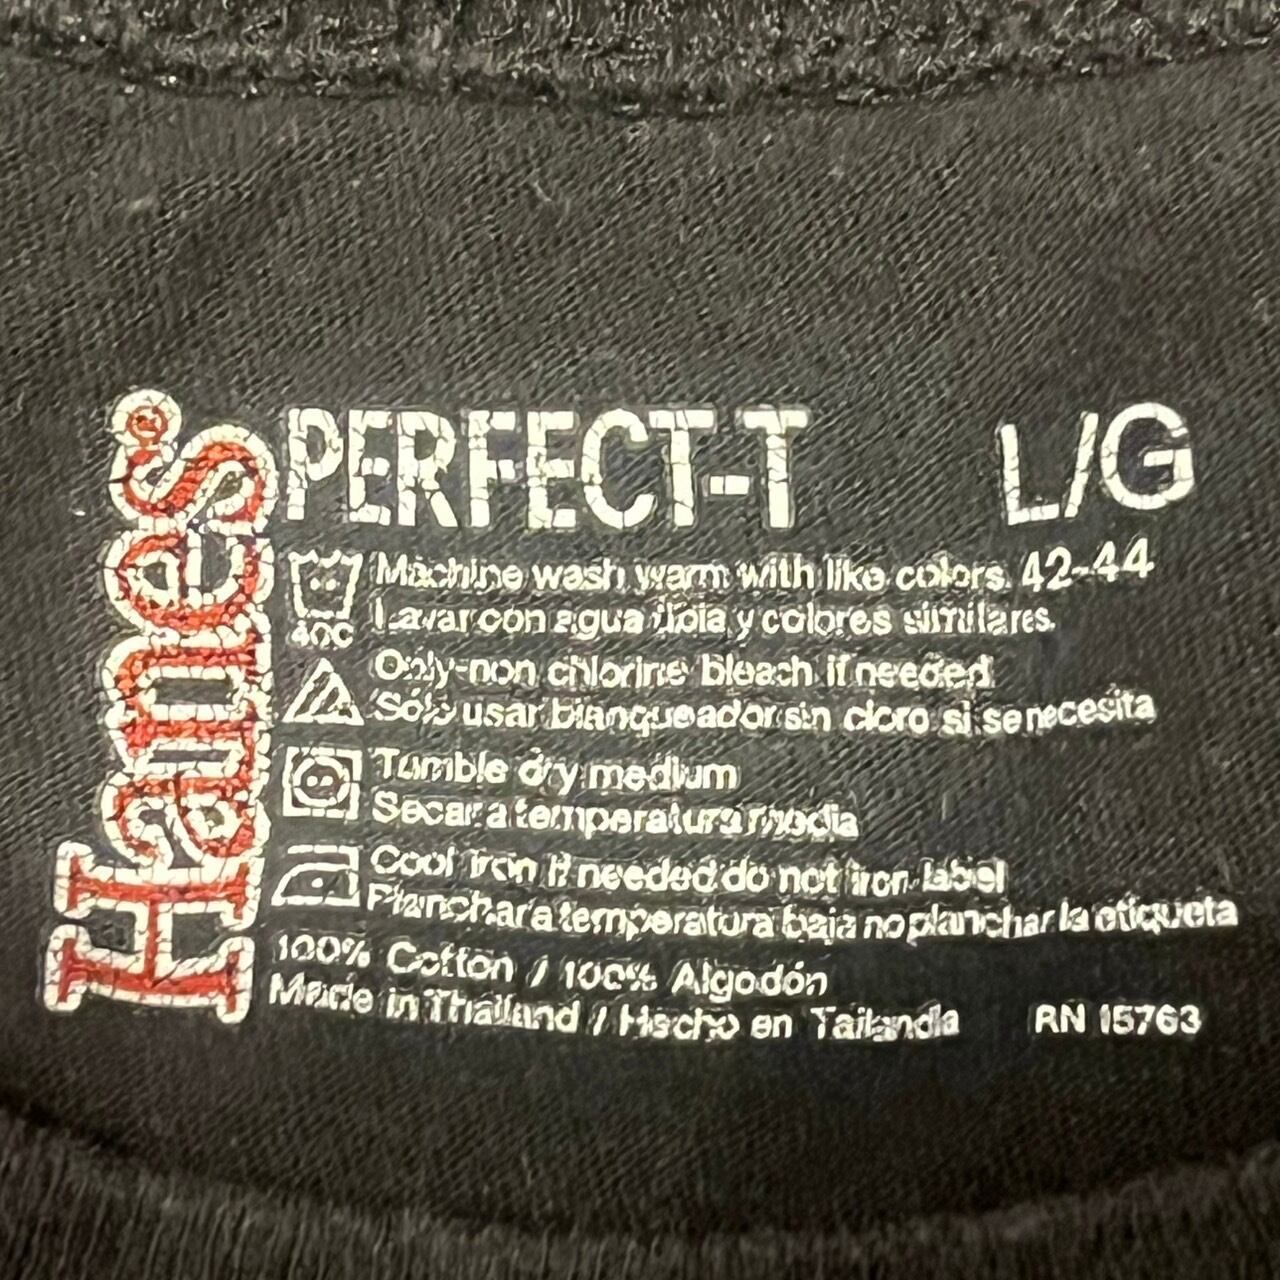 Hanes
PERFECT-T L/G
Machine wash warm with like colors. 42-44
Lavar con agua tibia y colores similares.
40C
Only-non chlorine bleach if needed
Sólo usar blanqueador sin cloro si se necesita
Tumble dry medium
Secar a temperatura media
Cool iron if needed do not iron label
Planchar a temperatura baja no planchar la etiqueta
100% Cotton / 100% Algodón
Made in Thailand / Hecho en Tailandia RN 15763